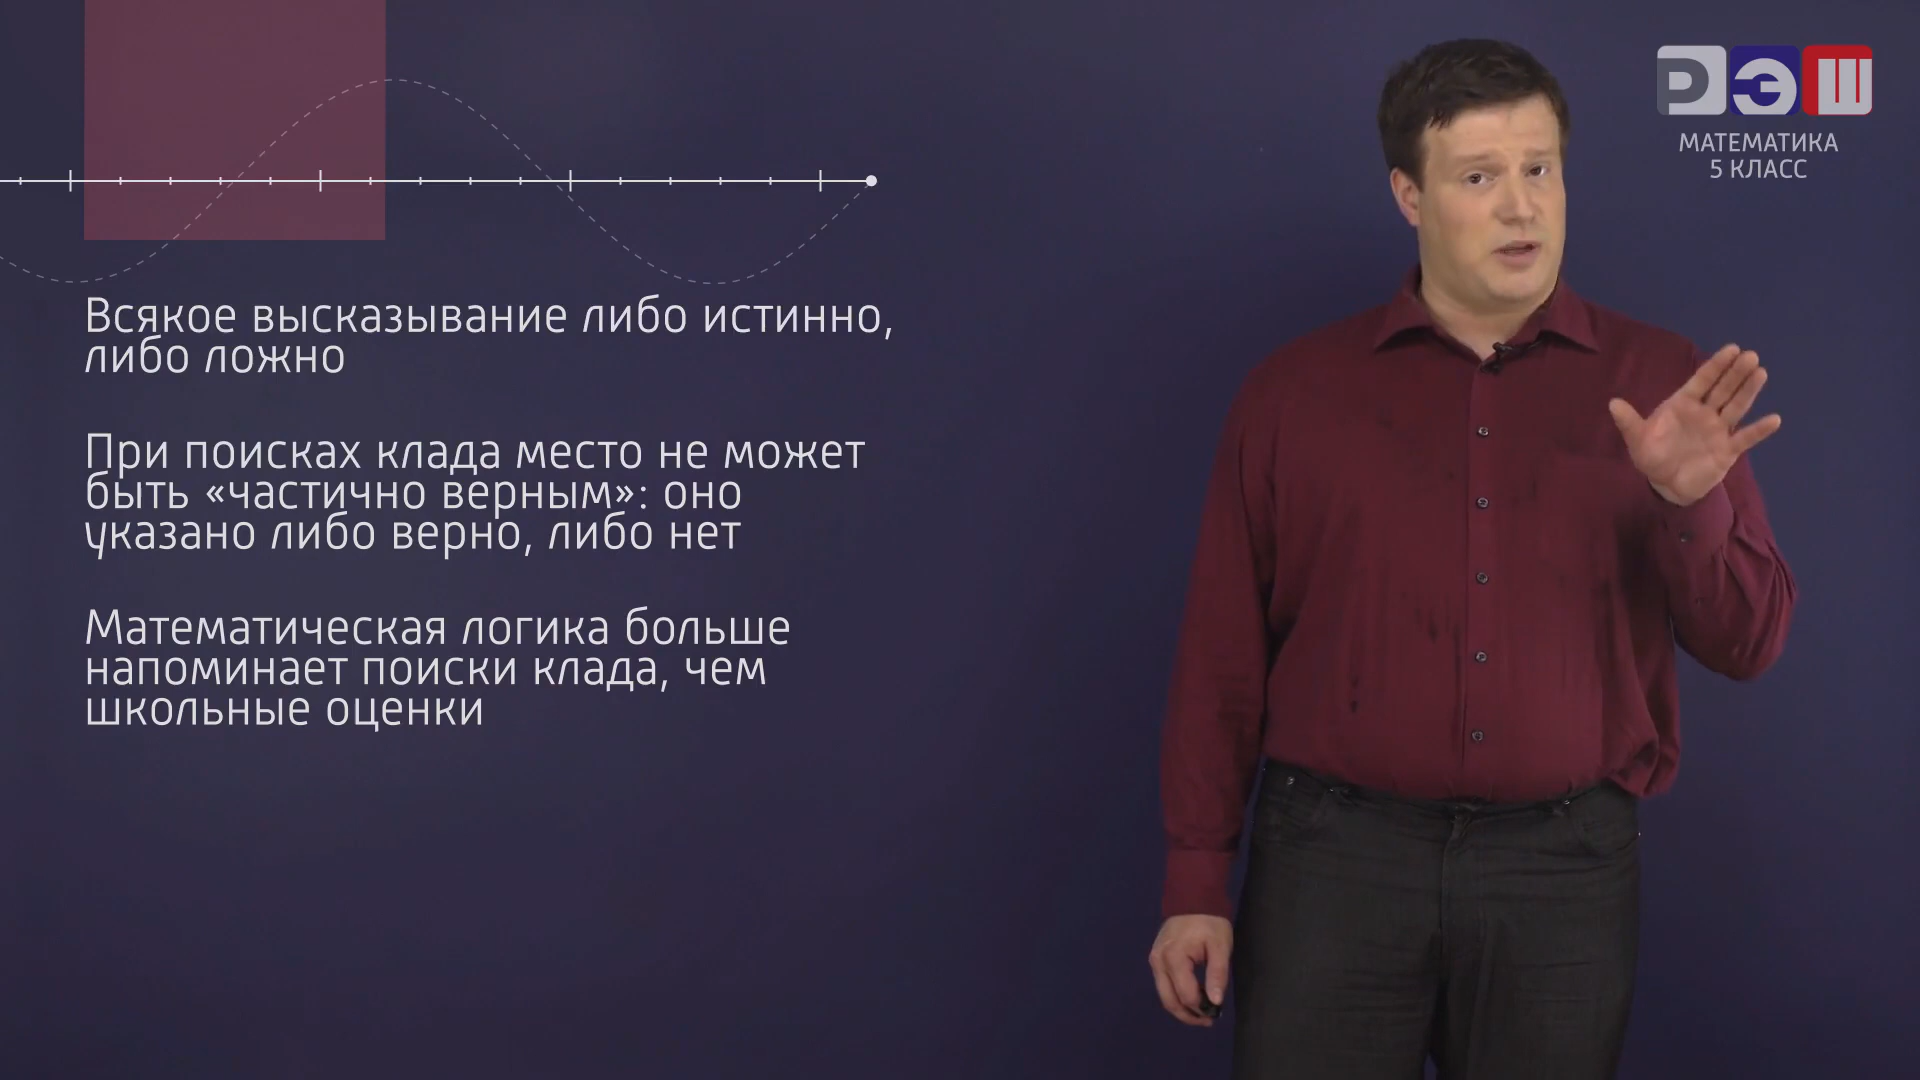 РЭШ
МАТЕМАТИКА
5 КЛАСС
Всякое высказывание либо истинно,
либо ложно
При поисках клада место не может
быть «частично верным»: оно
указано либо верно, либо нет
Математическая логика больше
напоминает поиски клада, чем
школьные оценки